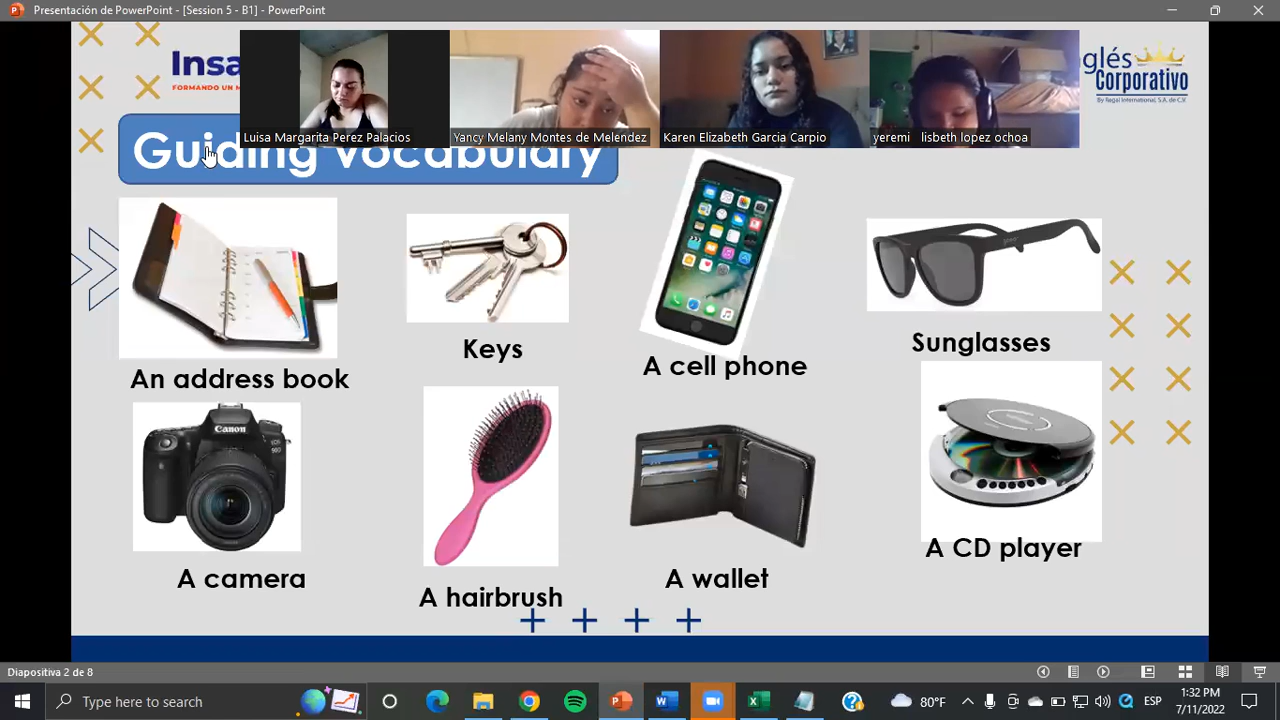 Presentación de PowerPoint - [Session 5 - B1] - PowerPoint
Insa
FORMANDO UN M
Luisa Margarita Perez Palacios
Yancy Melany Montes de Melendez
Karen Elizabeth Garcia Carpio
yeremi lisbeth lopez ochoa
glés
Corporativo
By Regal International, S.A. de C.V.
Guiding Vocabulary
An address book
Keys
A cell phone
Sunglasses
Canon
A camera
A hairbrush
A wallet
A CD player
Diapositiva 2 de 8
Type here to search
80°F
ESP
1:32 PM
7/11/2022